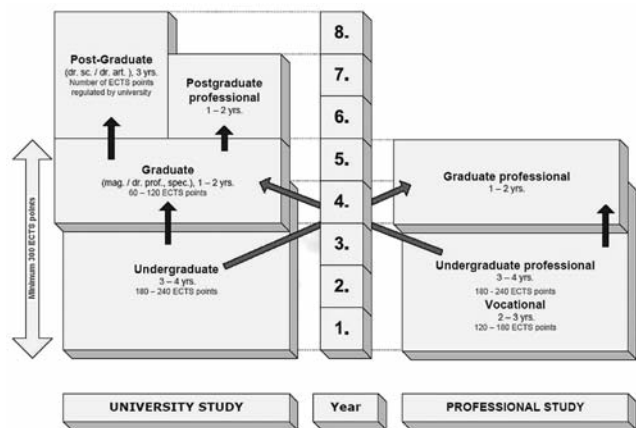 8.
7.
6.
5.
4.
3.
2.
1.
Post-Graduate
(dr. sc. / dr. art. ), 3 yrs.
Number of ECTS points
regulated by university
Postgraduate
professional
1 – 2 yrs.
Graduate
(mag. / dr. prof., spec.), 1 – 2 yrs.
60 – 120 ECTS points
Undergraduate
3 – 4 yrs.
180 – 240 ECTS points
Minimum 300 ECTS points
Graduate professional
1 – 2 yrs.
Undergraduate professional
3 – 4 yrs.
180 - 240 ECTS points
Vocational
2 – 3 yrs.
120 – 180 ECTS points
UNIVERSITY STUDY
Year
PROFESSIONAL STUDY